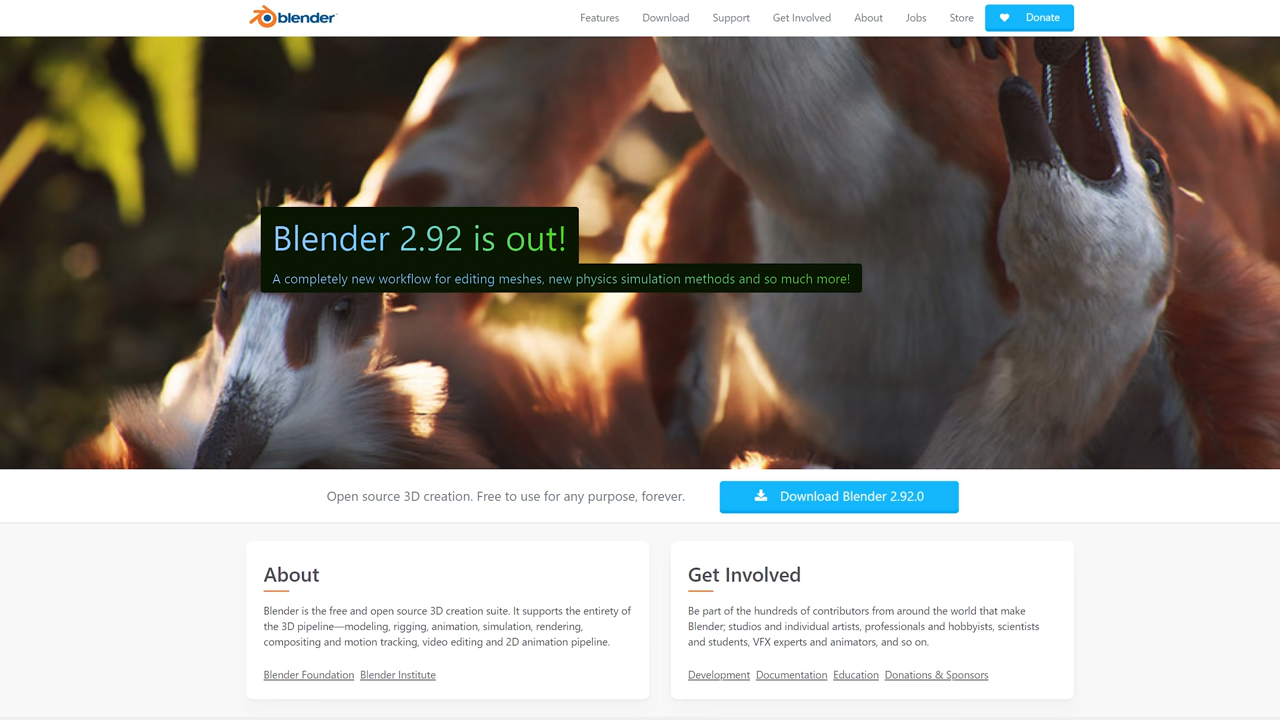 blender
Features Download Support Get Involved About Jobs Store Donate
Blender 2.92 is out!
A completely new workflow for editing meshes, new physics simulation methods and so much more!
Open source 3D creation. Free to use for any purpose, forever.
Download Blender 2.92.0
About
Blender is the free and open source 3D creation suite. It supports the entirety of
the 3D pipeline—modeling, rigging, animation, simulation, rendering,
compositing and motion tracking, video editing and 2D animation pipeline.
Blender Foundation Blender Institute
Get Involved
Be part of the hundreds of contributors from around the world that make
Blender; studios and individual artists, professionals and hobbyists, scientists
and students, VFX experts and animators, and so on.
Development Documentation Education Donations & Sponsors